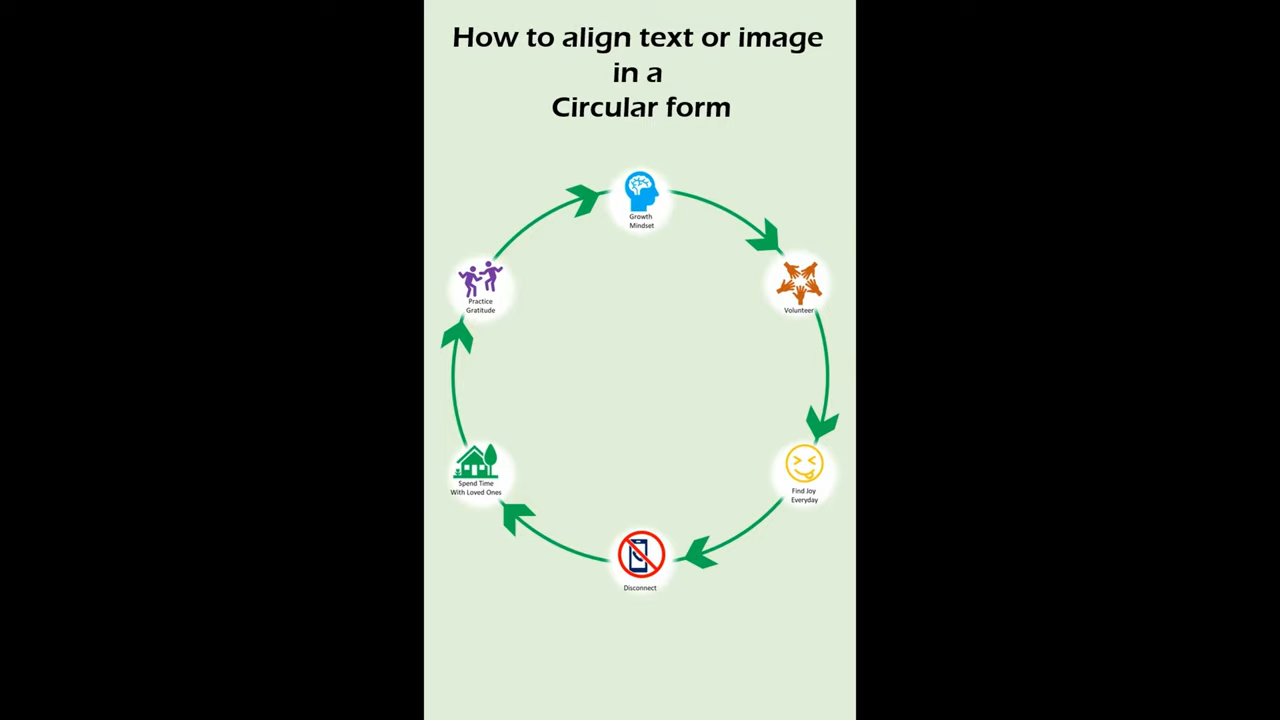 How to align text or image
in a
Circular form
Growth
Mindset
Volunteer
Find Joy
Everyday
Disconnect
Spend Time
With Loved Ones
Practice
Gratitude